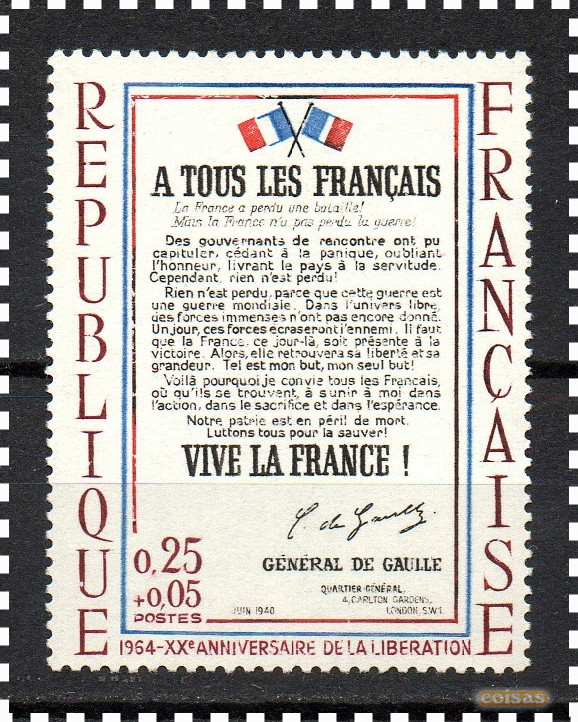 RÉPUBLIQUE
FRANÇAISE
A TOUS LES FRANÇAIS
La France a perdu une bataille!
Mais la France n'a pas perdu la guerre!
Des gouvernants de rencontre ont pu
capituler, cédant à la panique, oubliant
l'honneur, livrant le pays à la servitude.
Cependant, rien n'est perdu!
Rien n'est perdu, parce que cette guerre est
une guerre mondiale. Dans l'univers libre,
des forces immenses n'ont pas encore donné.
Un jour, ces forces écraseront l'ennemi. Il faut
que la France, ce jour-là, soit présente à la
victoire. Alors, elle retrouvera sa liberté et sa
grandeur. Tel est mon but, mon seul but!
Voilà pourquoi je convie tous les Français,
où qu'ils se trouvent, à s'unir à moi dans
l'action, dans le sacrifice et dans l'espérance.
Notre patrie est en péril de mort.
Luttons tous pour la sauver!
VIVE LA FRANCE !
C. de Gaulle.
GÉNÉRAL DE GAULLE
QUARTIER-GÉNÉRAL,
4, CARLTON GARDENS,
LONDON, S.W.1.
JUIN 1940
0,25
+0,05
POSTES
1964-XXe ANNIVERSAIRE DE LA LIBERATION
coisas